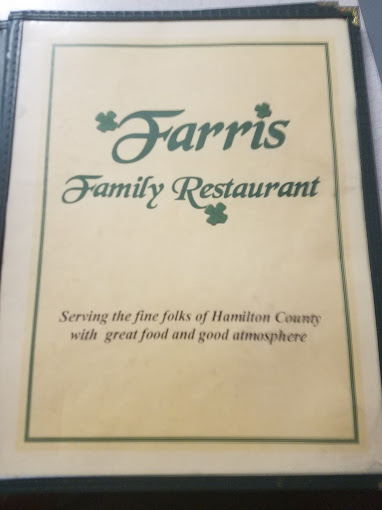 Farris
Family Restaurant
Serving the fine folks of Hamilton County
with great food and good atmosphere